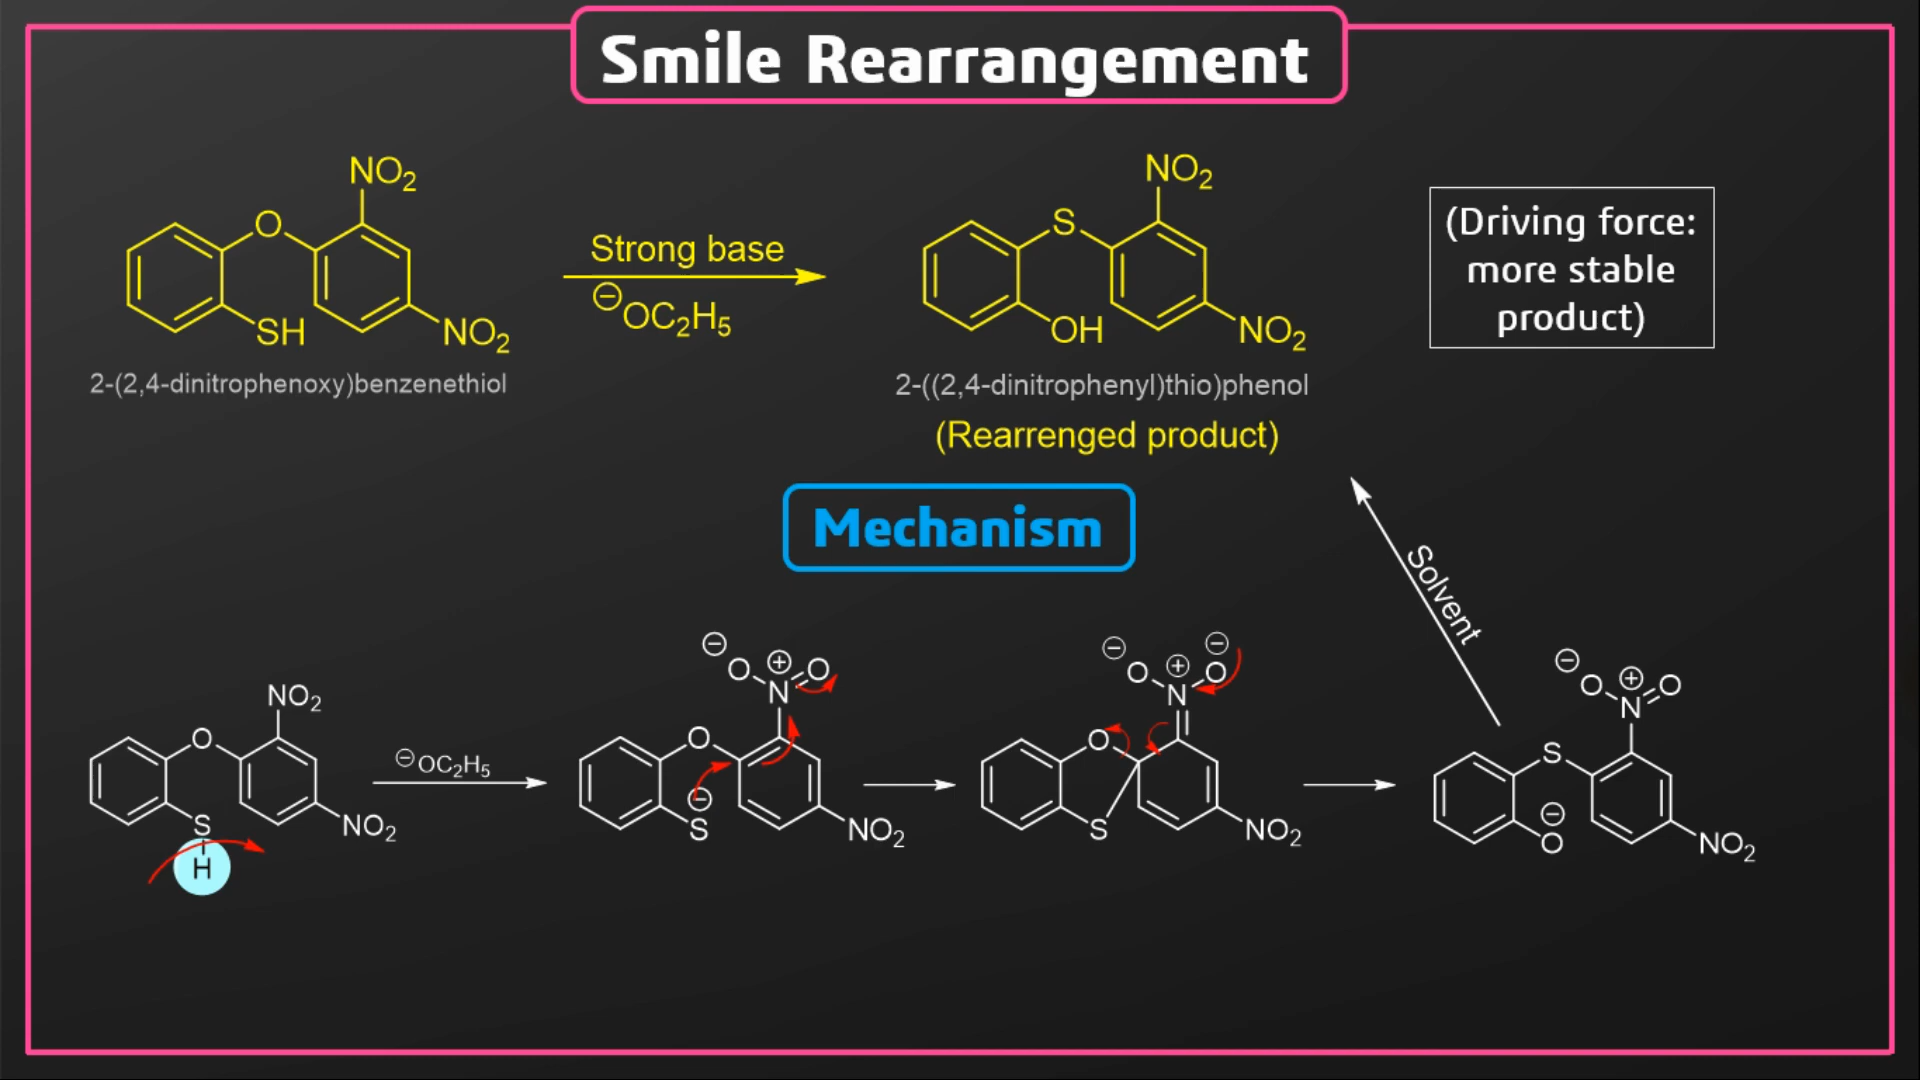 Smile Rearrangement
NO₂
O
SH
NO₂
2-(2,4-dinitrophenoxy)benzenethiol
Strong base
⊖OC₂H₅
NO₂
S
OH
NO₂
2-((2,4-dinitrophenyl)thio)phenol
(Rearrenged product)
(Driving force:
more stable
product)
Mechanism
Solvent
NO₂
O
S
H
NO₂
⊖OC₂H₅
⊖
O N⊕ O
O
⊖
S
NO₂
⊖ ⊖
O N⊕ O
O
S
NO₂
⊖
O N⊕ O
S
⊖
O
NO₂